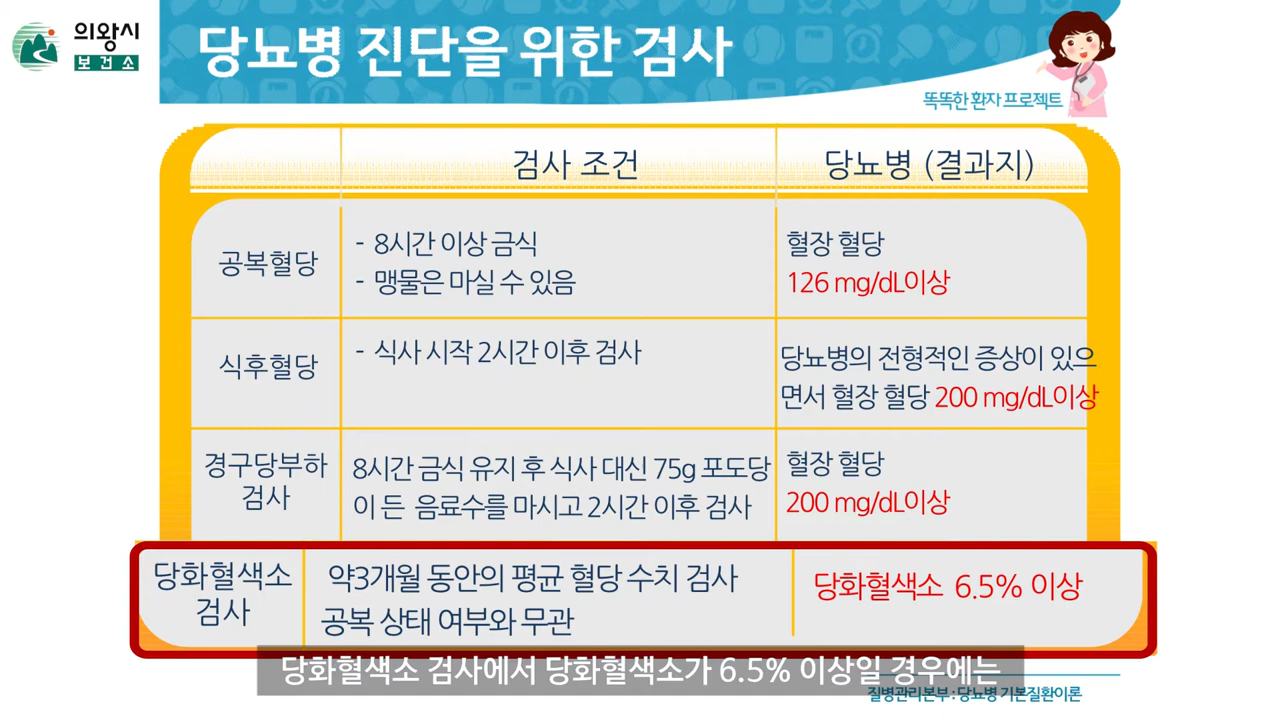 의왕시
보건소
당뇨병 진단을 위한 검사
똑똑한 환자 프로젝트
검사 조건
당뇨병 (결과지)
공복혈당
- 8시간 이상 금식
- 맹물은 마실 수 있음
혈장 혈당
126 mg/dL이상
식후혈당
- 식사 시작 2시간 이후 검사
당뇨병의 전형적인 증상이 있으
면서 혈장 혈당 200 mg/dL이상
경구당부하
검사
8시간 금식 유지 후 식사 대신 75g 포도당
이 든 음료수를 마시고 2시간 이후 검사
혈장 혈당
200 mg/dL이상
당화혈색소
검사
약3개월 동안의 평균 혈당 수치 검사
공복 상태 여부와 무관
당화혈색소 6.5% 이상
당화혈색소 검사에서 당화혈색소가 6.5% 이상일 경우에는
질병관리본부 : 당뇨병 기본질환이론